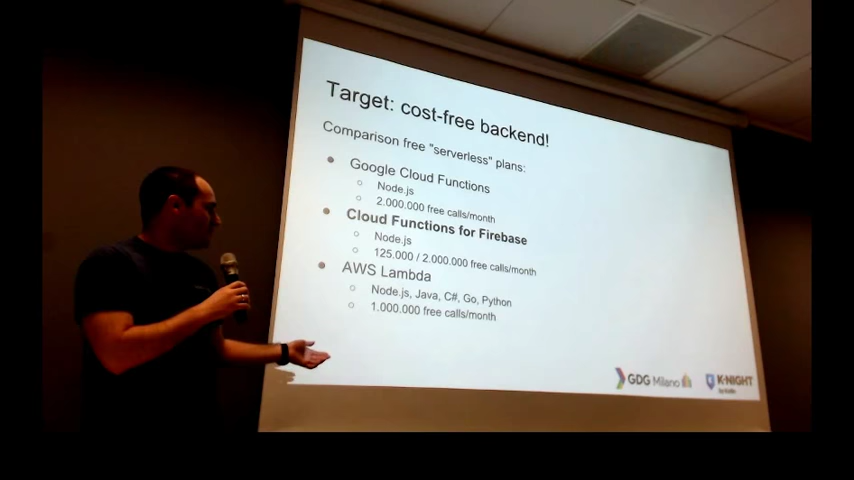 Target: cost-free backend!
Comparison free "serverless" plans:
Google Cloud Functions
Node.js
2.000.000 free calls/month
Cloud Functions for Firebase
Node.js
125.000 / 2.000.000 free calls/month
AWS Lambda
Node.js, Java, C#, Go, Python
1.000.000 free calls/month
GDG Milano
K-NIGHT